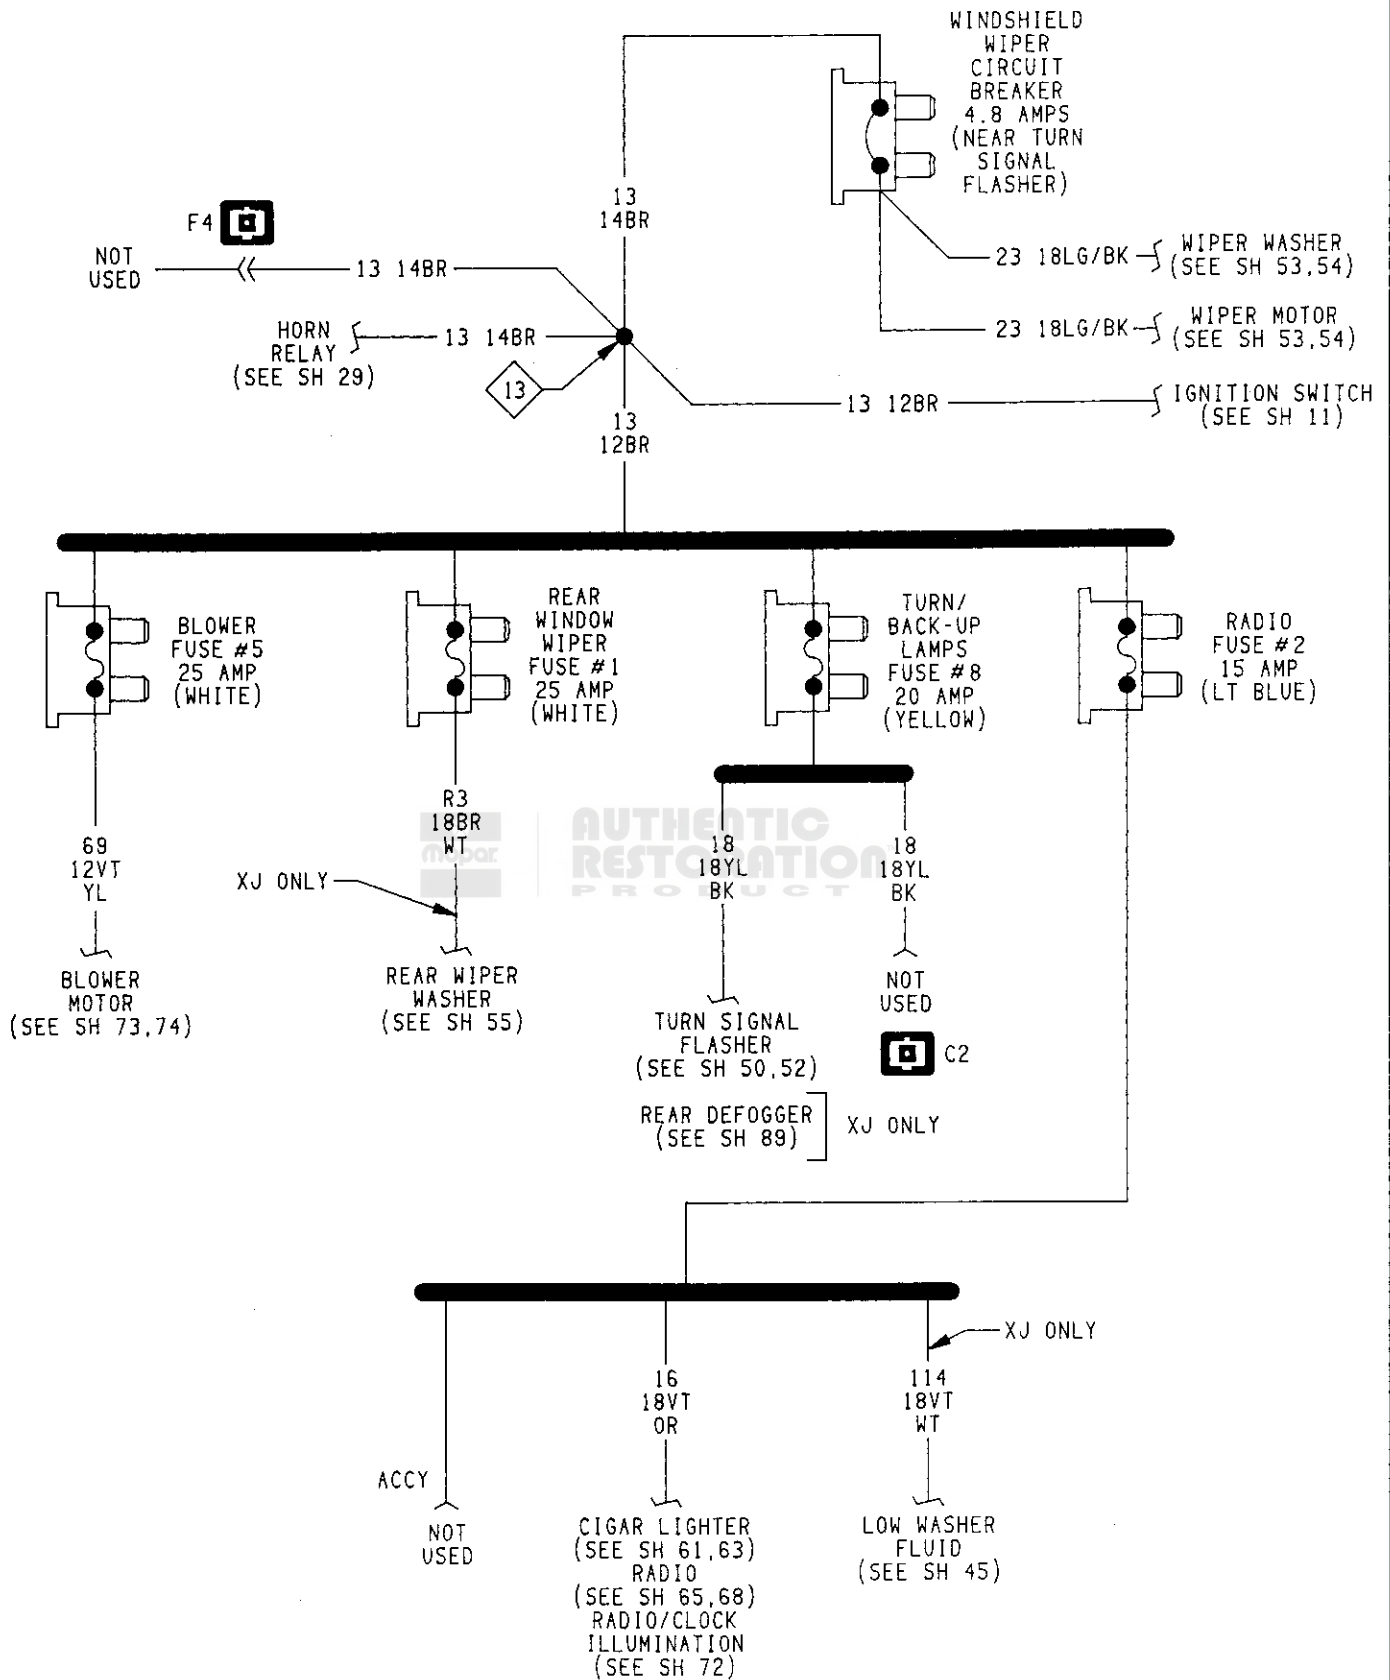 WINDSHIELD
WIPER
CIRCUIT
BREAKER
4.8 AMPS
(NEAR TURN
SIGNAL
FLASHER)
13
14BR
F4
NOT
USED
13 14BR
23 18LG/BK
WIPER WASHER
(SEE SH 53,54)
HORN
RELAY
(SEE SH 29)
13 14BR
23 18LG/BK
WIPER MOTOR
(SEE SH 53,54)
13
13
12BR
13 12BR
IGNITION SWITCH
(SEE SH 11)
BLOWER
FUSE #5
25 AMP
(WHITE)
REAR
WINDOW
WIPER
FUSE #1
25 AMP
(WHITE)
TURN/
BACK-UP
LAMPS
FUSE #8
20 AMP
(YELLOW)
RADIO
FUSE #2
15 AMP
(LT BLUE)
69
12VT
YL
R3
18BR
WT
XJ ONLY
18
18YL
BK
18
18YL
BK
mopar
AUTHENTIC
RESTORATION
PRODUCT
BLOWER
MOTOR
(SEE SH 73,74)
REAR WIPER
WASHER
(SEE SH 55)
TURN SIGNAL
FLASHER
(SEE SH 50,52)
NOT
USED
C2
REAR DEFOGGER
(SEE SH 89)
XJ ONLY
XJ ONLY
16
18VT
OR
114
18VT
WT
ACCY
NOT
USED
CIGAR LIGHTER
(SEE SH 61,63)
RADIO
(SEE SH 65,68)
RADIO/CLOCK
ILLUMINATION
(SEE SH 72)
LOW WASHER
FLUID
(SEE SH 45)